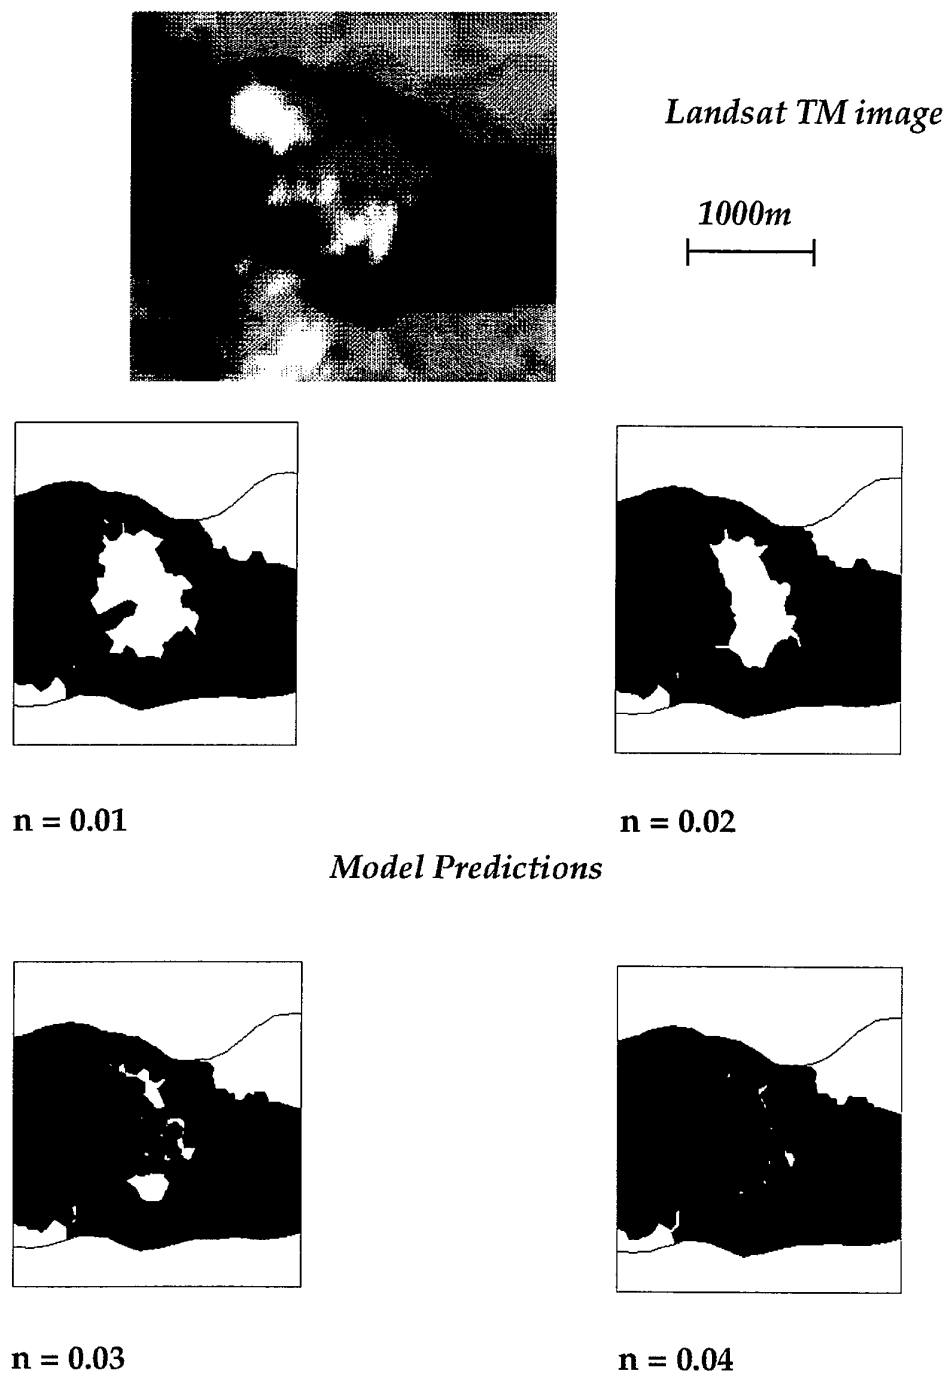 Landsat TM image
1000m
n = 0.01
n = 0.02
Model Predictions
n = 0.03
n = 0.04